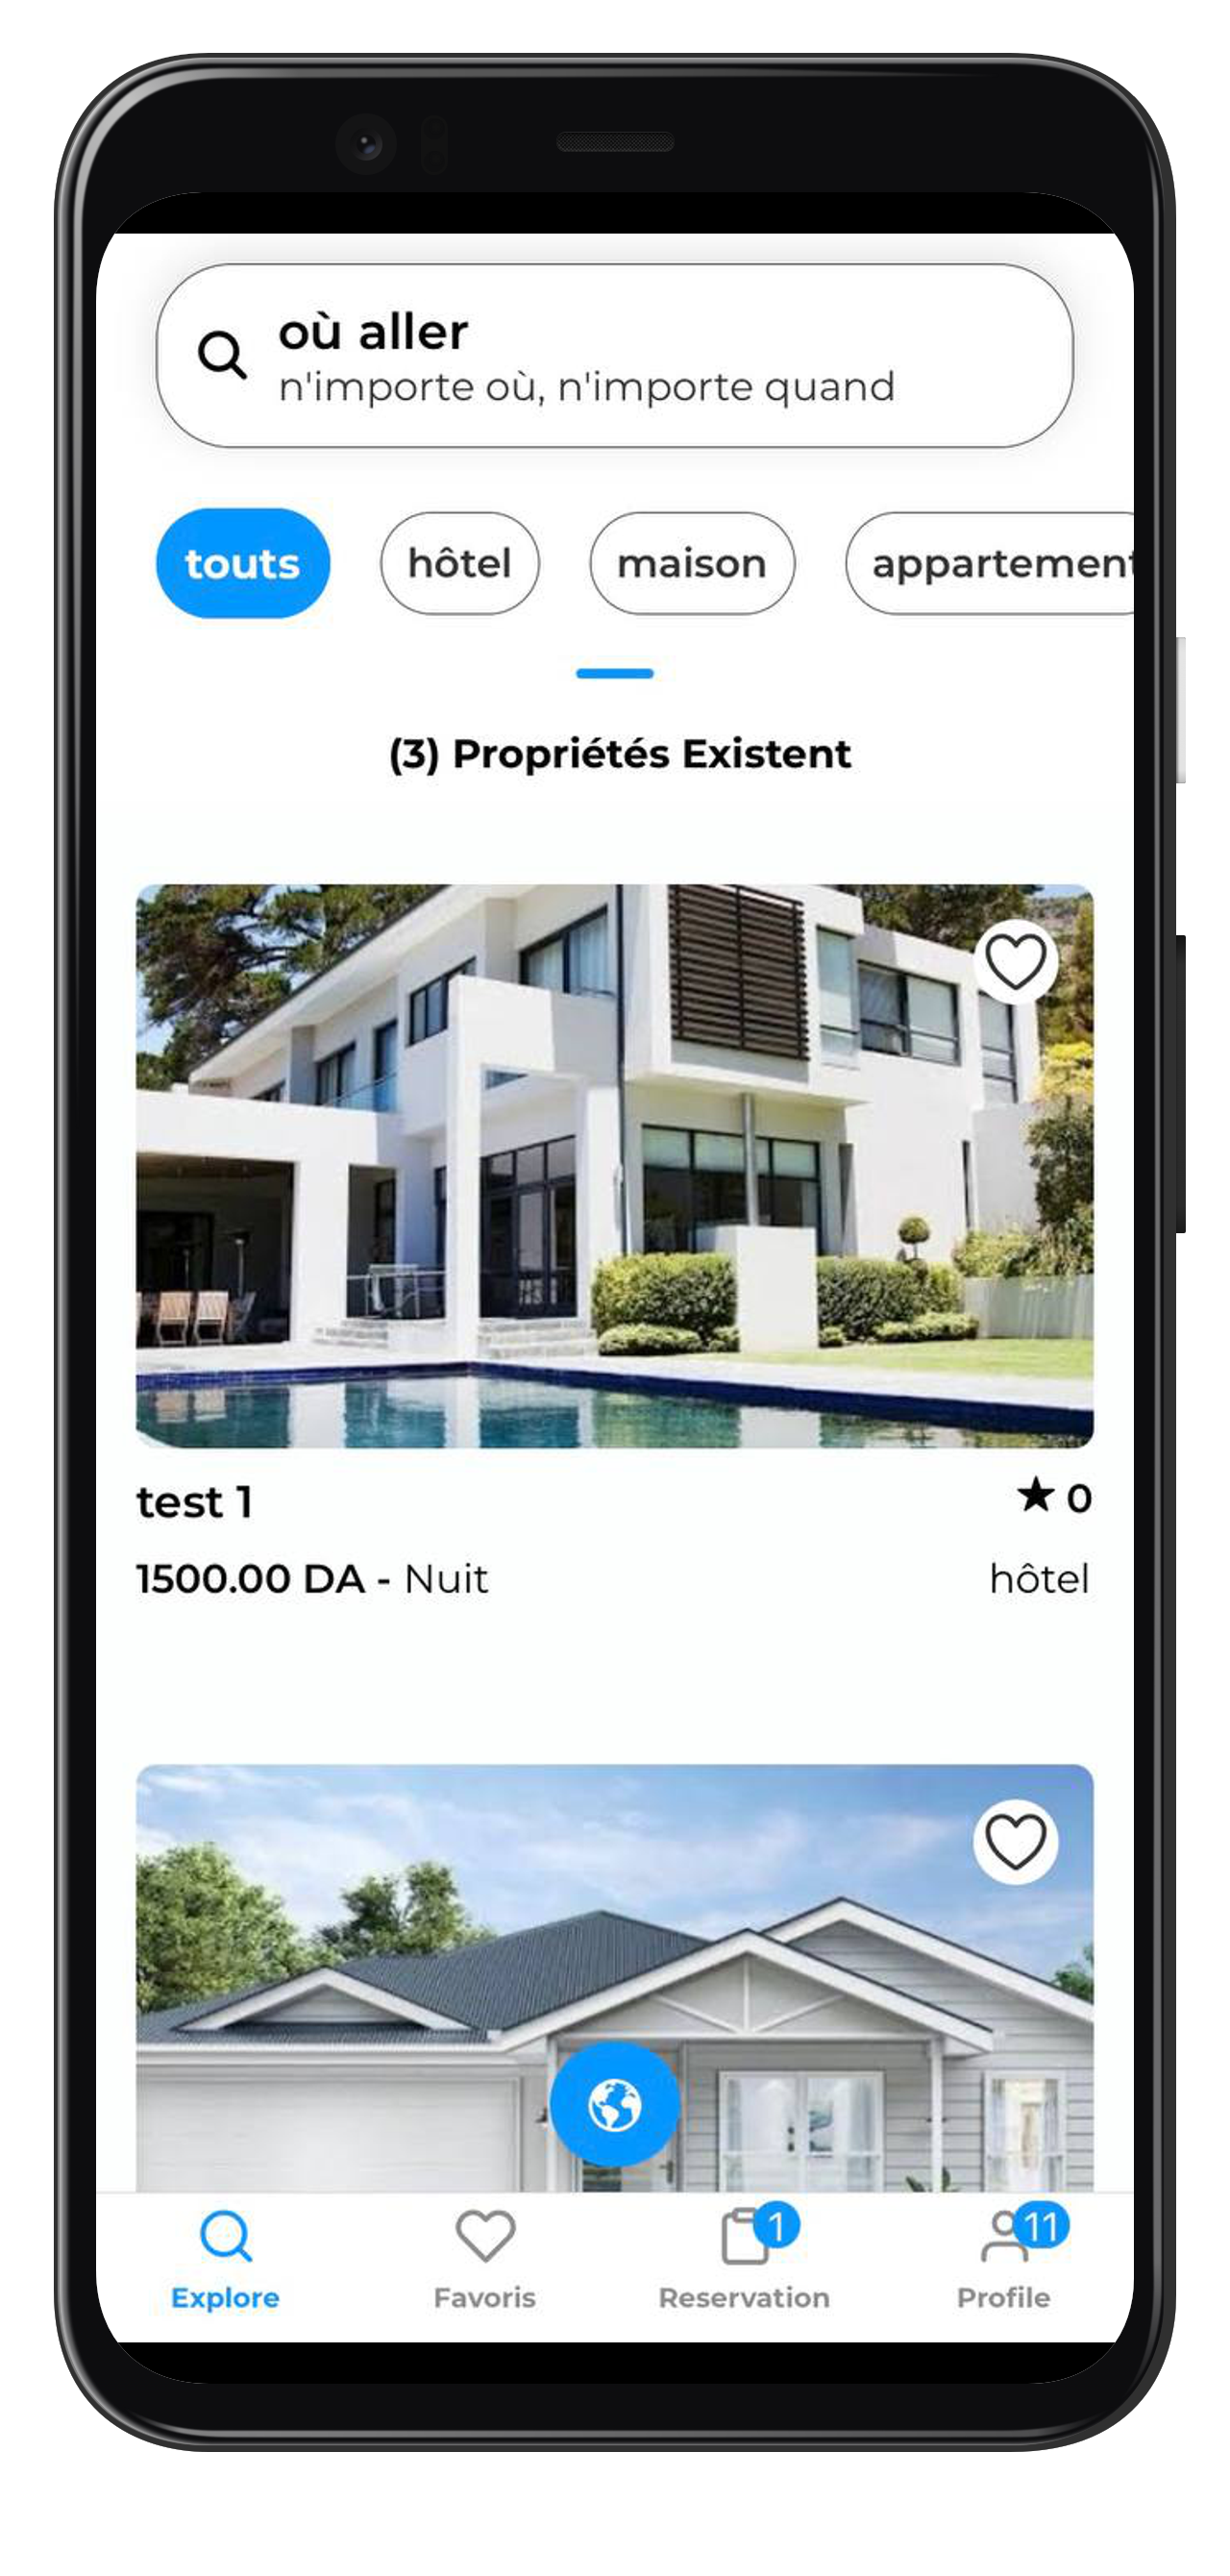 où aller
n'importe où, n'importe quand
touts hôtel maison appartement
(3) Propriétés Existent
test 1 ★ 0
1500.00 DA - Nuit hôtel
1 11
Explore Favoris Reservation Profile